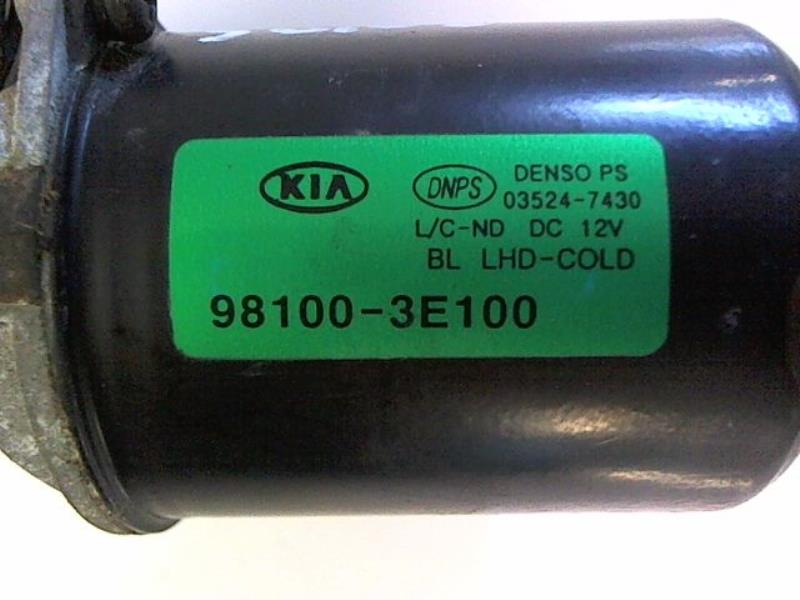 KIA
DNPS
DENSO PS
03524-7430
L/C-ND DC 12V
BL LHD-COLD
98100-3E100